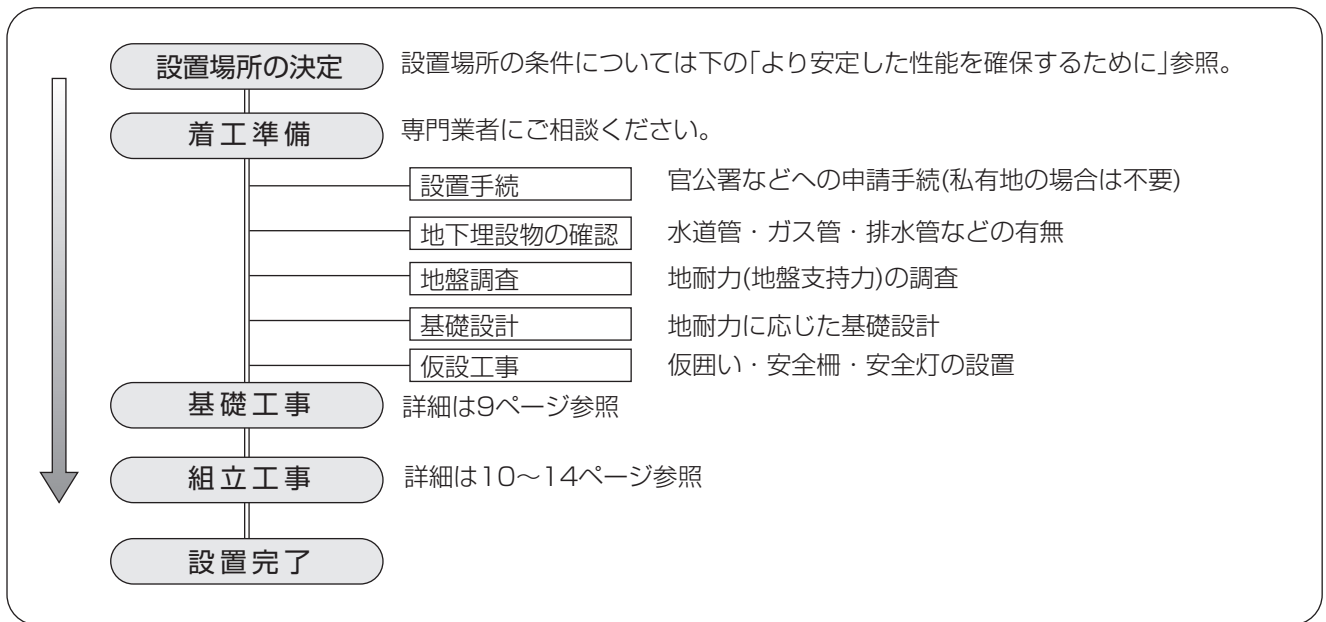 設置場所の決定 設置場所の条件については下の「より安定した性能を確保するために」参照。
着工準備 専門業者にご相談ください。
設置手続 官公署などへの申請手続(私有地の場合は不要)
地下埋設物の確認 水道管・ガス管・排水管などの有無
地盤調査 地耐力(地盤支持力)の調査
基礎設計 地耐力に応じた基礎設計
仮設工事 仮囲い・安全柵・安全灯の設置
基礎工事 詳細は9ページ参照
組立工事 詳細は10〜14ページ参照
設置完了